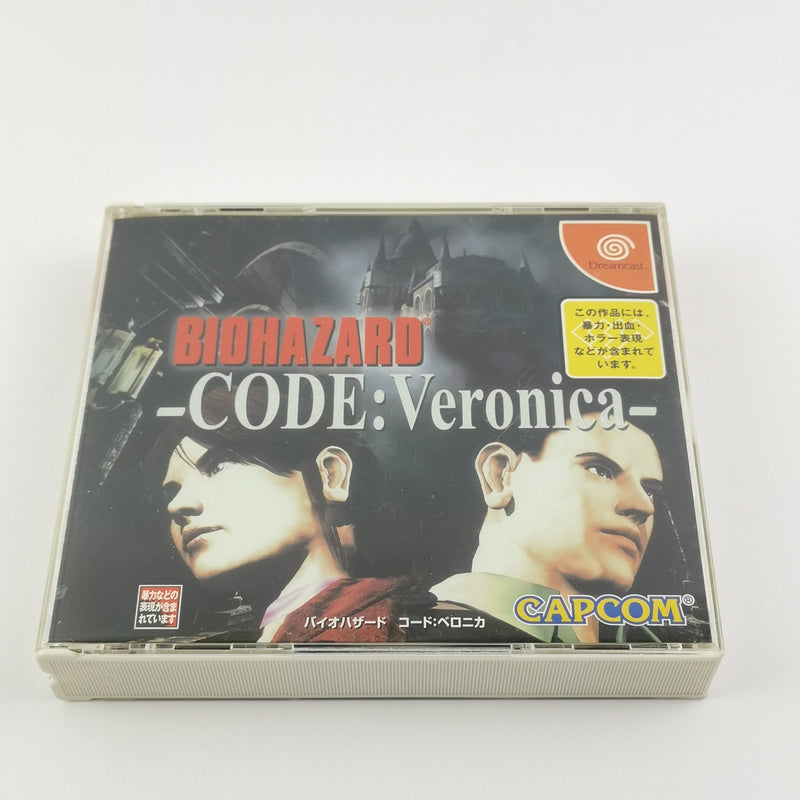 Dreamcast™
この作品には、
暴力・出血・
ホラー表現
などが含まれて
います。
BIOHAZARD®
-CODE:Veronica-
暴力などの
表現が含ま
れています
バイオハザード コード:ベロニカ
CAPCOM®